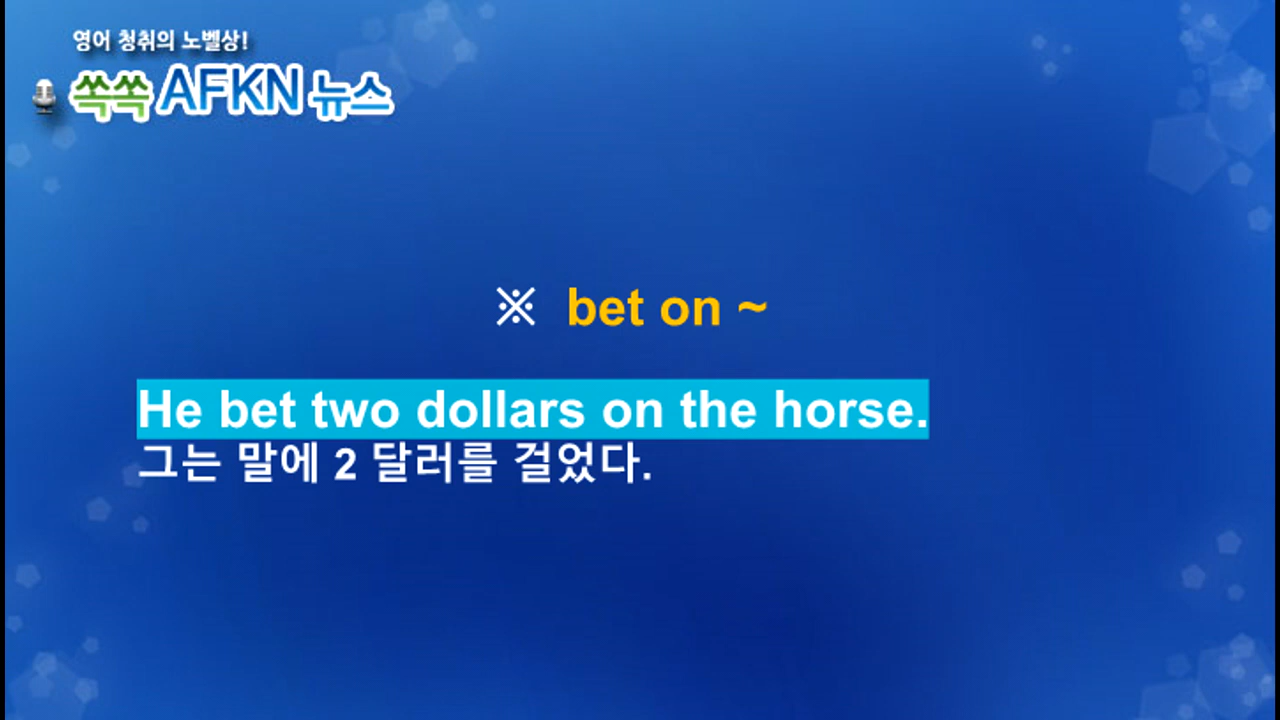 영어 청취의 노벨상!
쏙쏙 AFKN 뉴스
※ bet on ~
He bet two dollars on the horse.
그는 말에 2 달러를 걸었다.